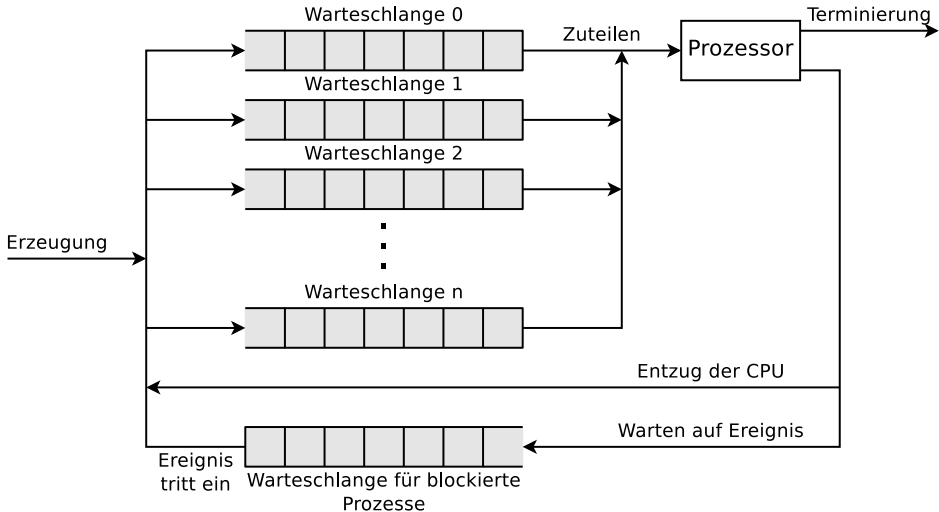 Warteschlange 0
Terminierung
Zuteilen
Prozessor
Warteschlange 1
Warteschlange 2
Erzeugung
Warteschlange n
Entzug der CPU
Warten auf Ereignis
Ereignis
tritt ein
Warteschlange für blockierte
Prozesse